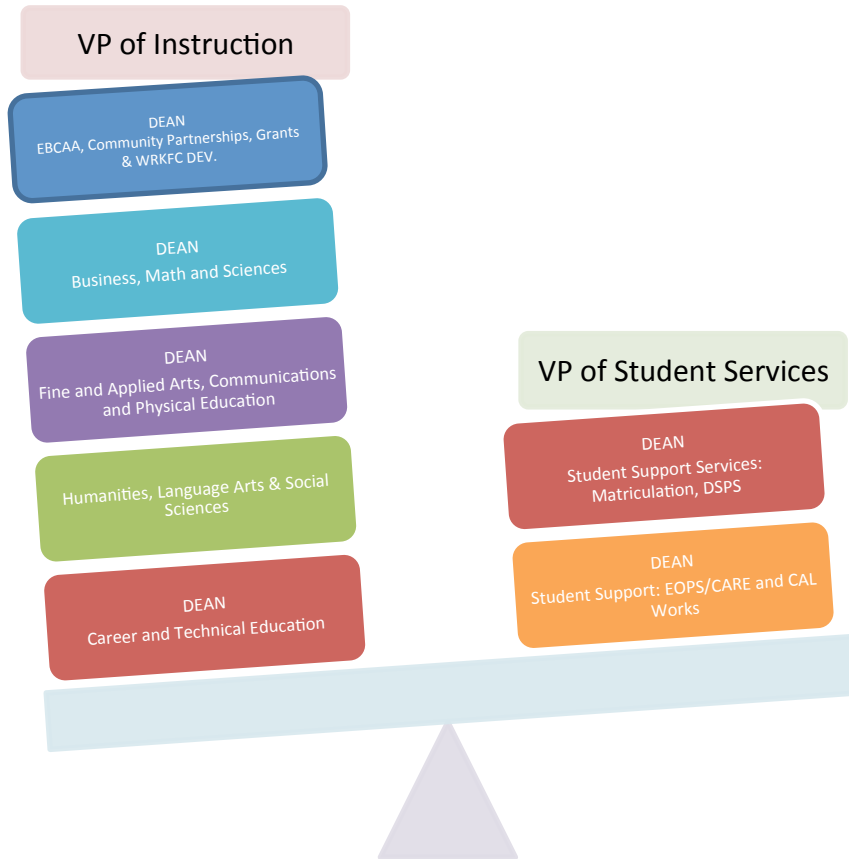 VP of Instruction
DEAN
EBCAA, Community Partnerships, Grants
& WRKFC DEV.
DEAN
Business, Math and Sciences
DEAN
Fine and Applied Arts, Communications
and Physical Education
Humanities, Language Arts & Social
Sciences
DEAN
Career and Technical Education
VP of Student Services
DEAN
Student Support Services:
Matriculation, DSPS
DEAN
Student Support: EOPS/CARE and CAL
Works